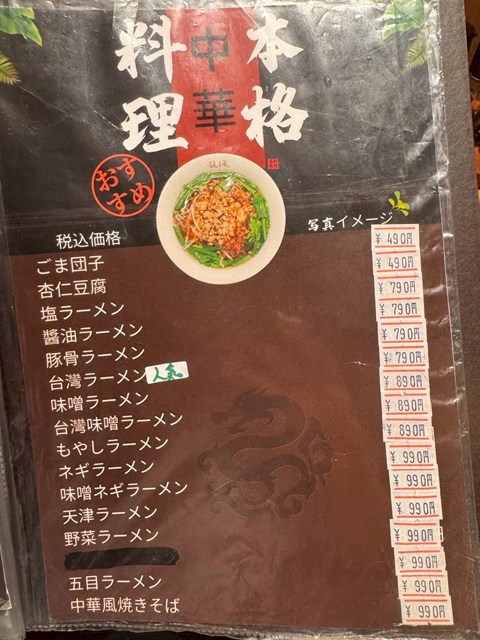 本格
中華
料理
おすすめ
写真イメージ
税込価格
ごま団子 ¥490円
杏仁豆腐 ¥490円
塩ラーメン ¥790円
醬油ラーメン ¥790円
豚骨ラーメン ¥790円
台灣ラーメン 人気 ¥790円
味噌ラーメン ¥890円
台灣味噌ラーメン ¥890円
もやしラーメン ¥890円
ネギラーメン ¥990円
味噌ネギラーメン ¥990円
天津ラーメン ¥990円
野菜ラーメン ¥990円
¥990円
五目ラーメン ¥990円
中華風焼きそば ¥990円